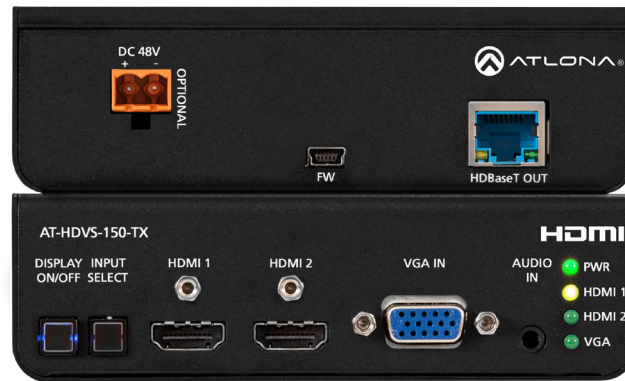 DC 48V
+ -
OPTIONAL
ATLONA®
FW
HDBaseT OUT
AT-HDVS-150-TX
HDMI
DISPLAY ON/OFF
INPUT SELECT
HDMI 1
HDMI 2
VGA IN
AUDIO IN
PWR
HDMI 1
HDMI 2
VGA